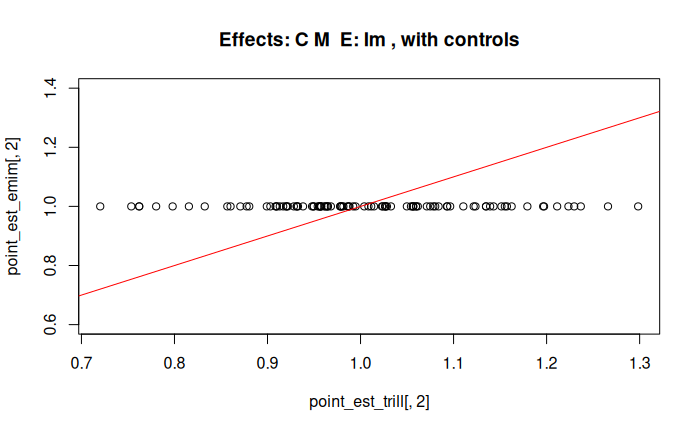 Effects: C M  E: Im , with controls
point_est_emim[, 2]
1.4
1.2
1.0
0.8
0.6
0.7 0.8 0.9 1.0 1.1 1.2 1.3
point_est_trill[, 2]